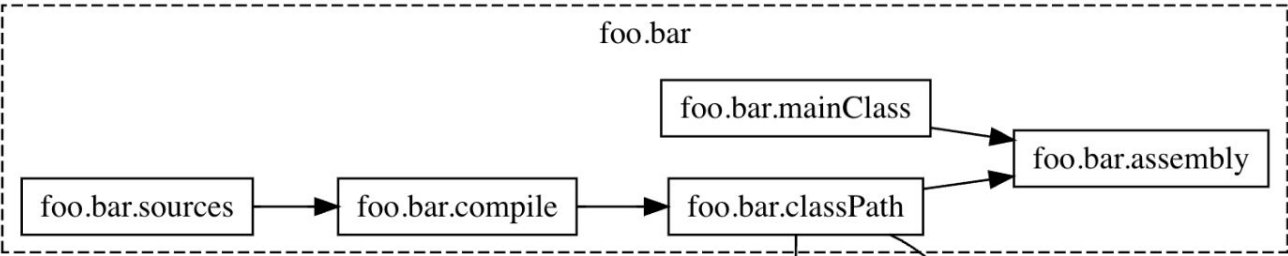 foo.bar
foo.bar.mainClass
foo.bar.assembly
foo.bar.sources
foo.bar.compile
foo.bar.classPath